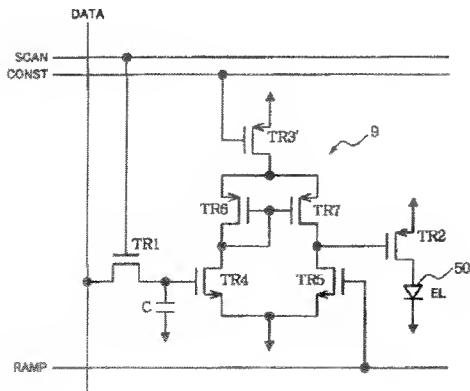 DATA
SCAN
CONST
TR3'
9
TR6
TR7
TR2
TR1
50
EL
TR4
TR5
C
RAMP